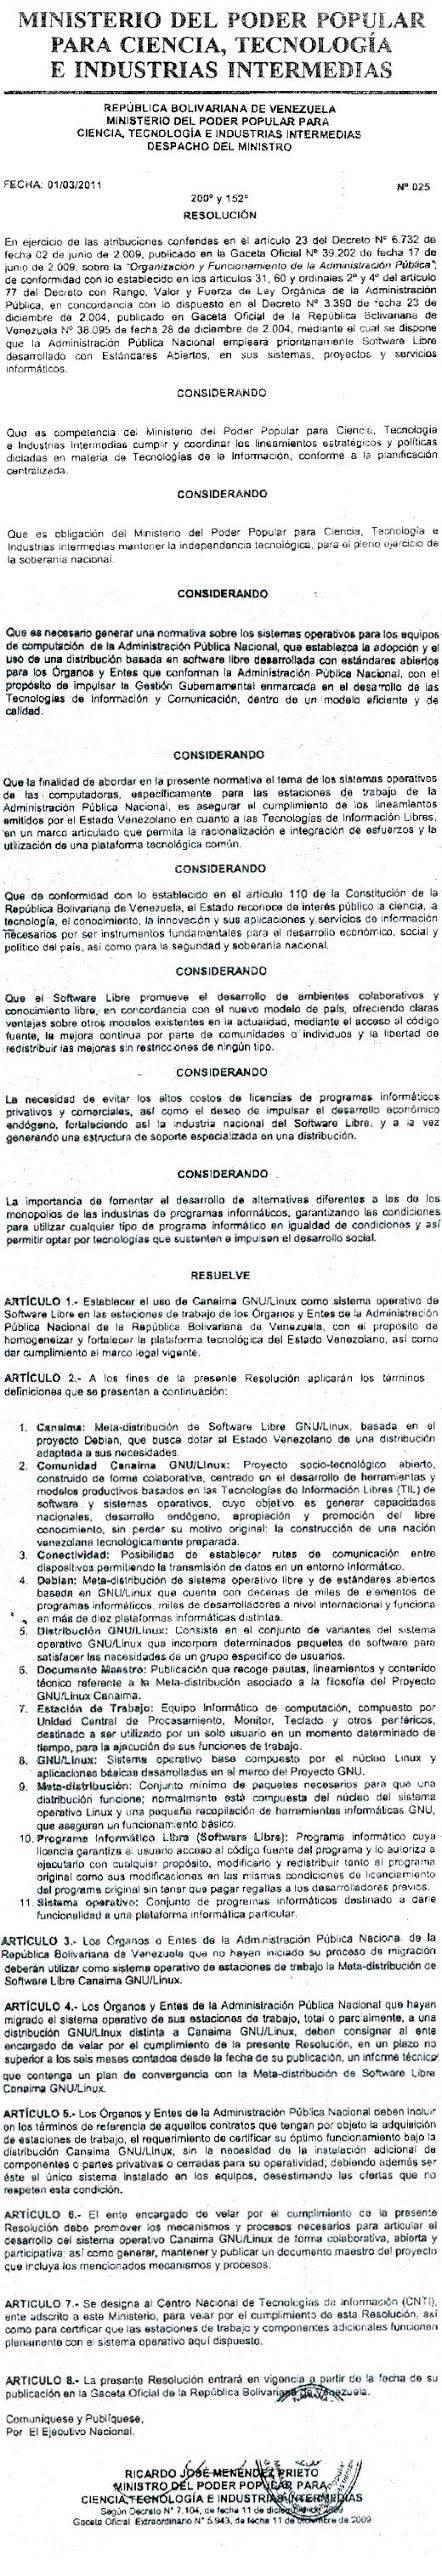 MINISTERIO DEL PODER POPULAR
PARA CIENCIA, TECNOLOGÍA
E INDUSTRIAS INTERMEDIAS
REPÚBLICA BOLIVARIANA DE VENEZUELA
MINISTERIO DEL PODER POPULAR PARA
CIENCIA, TECNOLOGÍA E INDUSTRIAS INTERMEDIAS
DESPACHO DEL MINISTRO
FECHA: 01/03/2011 Nº 025
200º y 152º
RESOLUCIÓN
En ejercicio de las atribuciones conferidas en el artículo 23 del Decreto Nº 6.732 de
fecha 02 de junio de 2.009, publicado en la Gaceta Oficial Nº 39.202 de fecha 17 de
junio de 2.009, sobre la "Organización y Funcionamiento de la Administración Pública";
de conformidad con lo establecido en los artículos 31, 60 y ordinales 2º y 4º del artículo
77 del Decreto con Rango, Valor y Fuerza de Ley Orgánica de la Administración
Pública, en concordancia con lo dispuesto en el Decreto Nº 3.390 de fecha 23 de
diciembre de 2.004, publicado en Gaceta Oficial de la República Bolivariana de
Venezuela Nº 38.095 de fecha 28 de diciembre de 2.004, mediante el cual se dispone
que la Administración Pública Nacional empleará prioritariamente Software Libre
desarrollado con Estándares Abiertos, en sus sistemas, proyectos y servicios
informáticos.
CONSIDERANDO
Que es competencia del Ministerio del Poder Popular para Ciencia, Tecnología
e Industrias Intermedias cumplir y coordinar los lineamientos estratégicos y políticas
dictadas en materia de Tecnologías de la Información, conforme a la planificación
centralizada.
CONSIDERANDO
Que es obligación del Ministerio del Poder Popular para Ciencia, Tecnología e
Industrias Intermedias mantener la independencia tecnológica, para el pleno ejercicio de
la soberanía nacional.
CONSIDERANDO
Que es necesario generar una normativa sobre los sistemas operativos para los equipos
de computación de la Administración Pública Nacional, que establezca la adopción y el
uso de una distribución basada en software libre desarrollada con estándares abiertos
para los Órganos y Entes que conforman la Administración Pública Nacional, con el
propósito de impulsar la Gestión Gubernamental enmarcada en el desarrollo de las
Tecnologías de Información y Comunicación, dentro de un modelo eficiente y de
calidad.
CONSIDERANDO
Que la finalidad de abordar en la presente normativa el tema de los sistemas operativos
de las computadoras, específicamente para las estaciones de trabajo de la
Administración Pública Nacional, es asegurar el cumplimiento de los lineamientos
emitidos por el Estado Venezolano en cuanto a las Tecnologías de Información Libres,
en un marco articulado que permita la racionalización e integración de esfuerzos y la
utilización de una plataforma tecnológica común.
CONSIDERANDO
Que de conformidad con lo establecido en el artículo 110 de la Constitución de la
República Bolivariana de Venezuela, el Estado reconoce de interés público la ciencia, la
tecnología, el conocimiento, la innovación y sus aplicaciones y servicios de información
necesarios por ser instrumentos fundamentales para el desarrollo económico, social y
político del país, así como para la seguridad y soberanía nacional.
CONSIDERANDO
Que el Software Libre promueve el desarrollo de ambientes colaborativos y
conocimiento libre, en concordancia con el nuevo modelo de país, ofreciendo claras
ventajas sobre otros modelos existentes en la actualidad, mediante el acceso al código
fuente, la mejora continua por parte de comunidades o individuos y la libertad de
redistribuir las mejoras sin restricciones de ningún tipo.
CONSIDERANDO
La necesidad de evitar los altos costos de licencias de programas informáticos
privativos y comerciales, así como el deseo de impulsar el desarrollo económico
endógeno, fortaleciendo así la industria nacional del Software Libre, y a la vez
generando una estructura de soporte especializada en una distribución.
CONSIDERANDO
La importancia de fomentar el desarrollo de alternativas diferentes a las de los
monopolios de las industrias de programas informáticos, garantizando las condiciones
para utilizar cualquier tipo de programa informático en igualdad de condiciones y así
permitir optar por tecnologías que sustenten e impulsen el desarrollo social.
RESUELVE
ARTÍCULO 1.- Establecer el uso de Canaima GNU/Linux como sistema operativo de
Software Libre en las estaciones de trabajo de los Órganos y Entes de la Administración
Pública Nacional de la República Bolivariana de Venezuela, con el propósito de
homogeneizar y fortalecer la plataforma tecnológica del Estado Venezolano, así como
dar cumplimiento al marco legal vigente.
ARTÍCULO 2.- A los fines de la presente Resolución aplicarán los términos
definiciones que se presentan a continuación:
1. Canaima: Meta-distribución de Software Libre GNU/Linux, basada en el
proyecto Debian, que busca dotar al Estado Venezolano de una distribución
adaptada a sus necesidades.
2. Comunidad Canaima GNU/Linux: Proyecto socio-tecnológico abierto,
construido de forma colaborativa, centrado en el desarrollo de herramientas y
modelos productivos basados en las Tecnologías de Información Libres (TIL) de
software y sistemas operativos, cuyo objetivo es generar capacidades
nacionales, desarrollo endógeno, apropiación y promoción del libre
conocimiento, sin perder su motivo original: la construcción de una nación
venezolana tecnológicamente preparada.
3. Conectividad: Posibilidad de establecer rutas de comunicación entre
dispositivos permitiendo la transmisión de datos en un entorno informático.
4. Debian: Meta-distribución de sistema operativo libre y de estándares abiertos
basada en GNU/Linux que cuenta con decenas de miles de elementos de
programas informáticos, miles de desarrolladores a nivel internacional y funciona
en más de diez plataformas informáticas distintas.
5. Distribución GNU/Linux: Consiste en el conjunto de variantes del sistema
operativo GNU/Linux que incorpora determinados paquetes de software para
satisfacer las necesidades de un grupo específico de usuarios.
6. Documento Maestro: Publicación que recoge pautas, lineamientos y contenido
técnico referente a la Meta-distribución asociado a la filosofía del Proyecto
GNU/Linux Canaima.
7. Estación de Trabajo: Equipo Informático de computación, compuesto por
Unidad Central de Procesamiento, Monitor, Teclado y otros periféricos,
destinado a ser utilizado por un solo usuario en un momento determinado de
tiempo, para la ejecución de sus funciones de trabajo.
8. GNU/Linux: Sistema operativo base compuesto por el núcleo Linux y
aplicaciones básicas desarrolladas en el marco del Proyecto GNU.
9. Meta-distribución: Conjunto mínimo de paquetes necesarios para que una
distribución funcione; normalmente está compuesta del núcleo del sistema
operativo Linux y una pequeña recopilación de herramientas informáticas GNU,
que aseguran un funcionamiento básico.
10. Programa Informático Libre (Software Libre): Programa informático cuya
licencia garantiza al usuario acceso al código fuente del programa y lo autoriza a
ejecutarlo con cualquier propósito, modificarlo y redistribuir tanto el programa
original como sus modificaciones en las mismas condiciones de licenciamiento
del programa original sin tener que pagar regalías a los desarrolladores previos.
11. Sistema operativo: Conjunto de programas informáticos destinado a darle
funcionalidad a una plataforma informática particular.
ARTÍCULO 3.- Los Órganos o Entes de la Administración Pública Nacional de la
República Bolivariana de Venezuela que no hayan iniciado su proceso de migración
deberán utilizar como sistema operativo de estaciones de trabajo la Meta-distribución de
Software Libre Canaima GNU/Linux.
ARTÍCULO 4.- Los Órganos y Entes de la Administración Pública Nacional que hayan
migrado el sistema operativo de sus estaciones de trabajo, total o parcialmente, a una
distribución GNU/Linux distinta a Canaima GNU/Linux, deben consignar al ente
encargado de velar por el cumplimiento de la presente Resolución, en un plazo no
superior a los seis meses contados desde la fecha de su publicación, un informe técnico
que contenga un plan de convergencia con la Meta-distribución de Software Libre
Canaima GNU/Linux.
ARTÍCULO 5.- Los Órganos y Entes de la Administración Pública Nacional deben incluir
en los términos de referencia de aquellos contratos que tengan por objeto la adquisición
de estaciones de trabajo, el requerimiento de certificar su óptimo funcionamiento bajo la
distribución Canaima GNU/Linux, sin la necesidad de la instalación adicional de
componentes o partes privativas o cerradas para su operatividad; debiendo además ser
éste el único sistema instalado en los equipos, desestimando las ofertas que no
respeten esta condición.
ARTÍCULO 6.- El ente encargado de velar por el cumplimiento de la presente
Resolución debe promover los mecanismos y procesos necesarios para articular el
desarrollo del sistema operativo Canaima GNU/Linux de forma colaborativa, abierta y
participativa; así como generar, mantener y publicar un documento maestro del proyecto
que incluya los mencionados mecanismos y procesos.
ARTÍCULO 7.- Se designa al Centro Nacional de Tecnologías de Información (CNTI),
ente adscrito a este Ministerio, para velar por el cumplimiento de esta Resolución, así
como para certificar que las estaciones de trabajo y componentes adicionales funcionen
plenamente con el sistema operativo aquí dispuesto.
ARTÍCULO 8.- La presente Resolución entrará en vigencia a partir de la fecha de su
publicación en la Gaceta Oficial de la República Bolivariana de Venezuela.
Comuníquese y Publíquese,
Por El Ejecutivo Nacional.
RICARDO JOSÉ MENÉNDEZ PRIETO
MINISTRO DEL PODER POPULAR PARA
CIENCIA, TECNOLOGÍA E INDUSTRIAS INTERMEDIAS
Según Decreto Nº 7.104, de fecha 11 de diciembre de 2009
Gaceta Oficial Extraordinario Nº 5.943, de fecha 11 de diciembre de 2009